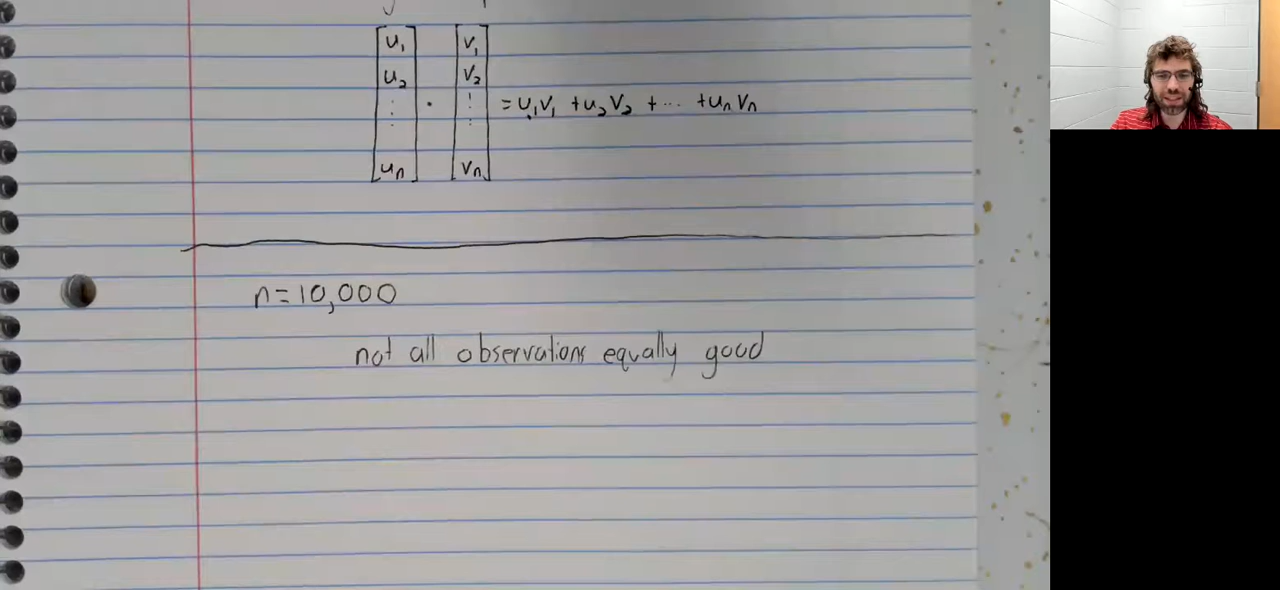 [u₁ u₂ ⋮ uₙ] · [v₁ v₂ ⋮ vₙ] = u₁v₁ + u₂v₂ + ... + uₙvₙ
n=10,000
not all observations equally good